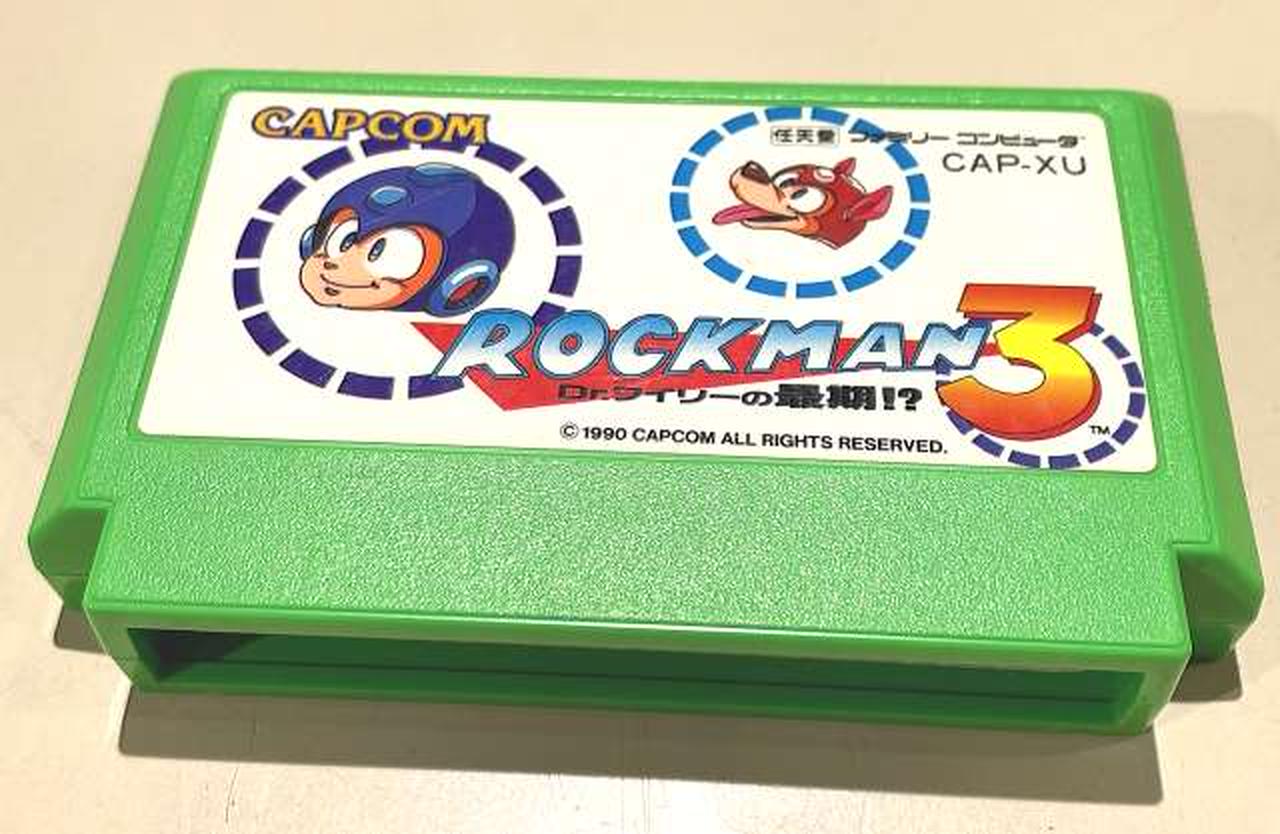 CAPCOM
任天堂 ファミリー コンピュータ
CAP-XU
ROCKMAN 3
Dr.ワイリーの最期!?
TM
© 1990 CAPCOM ALL RIGHTS RESERVED.